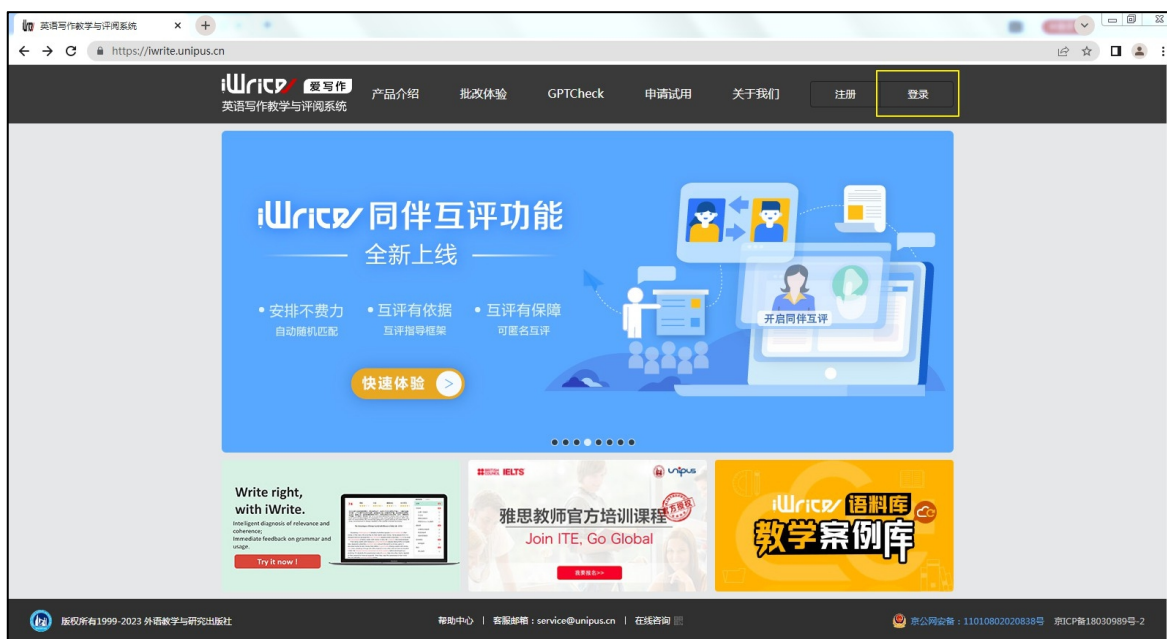 英语写作教学与评阅系统
https://iwrite.unipus.cn
iWrite 爱写作
英语写作教学与评阅系统
产品介绍 批改体验 GPTCheck 申请试用 关于我们 注册 登录
iWrite 同伴互评功能
全新上线
• 安排不费力 • 互评有依据 • 互评有保障
自动随机匹配 互评指导框架 可匿名互评
开启同伴互评
快速体验 >
Write right,
with iWrite.
Intelligent diagnosis of relevance and
coherence;
Immediate feedback on grammar and
usage.
Try it now !
BRITISH COUNCIL IELTS unipus
雅思教师官方培训课程
Join ITE, Go Global
我要报名>>
iWrite 语料库
教学案例库
版权所有1999-2023 外语教学与研究出版社 帮助中心 | 客服邮箱：service@unipus.cn | 在线咨询 京公网安备：11010802020838号 京ICP备18030989号-2